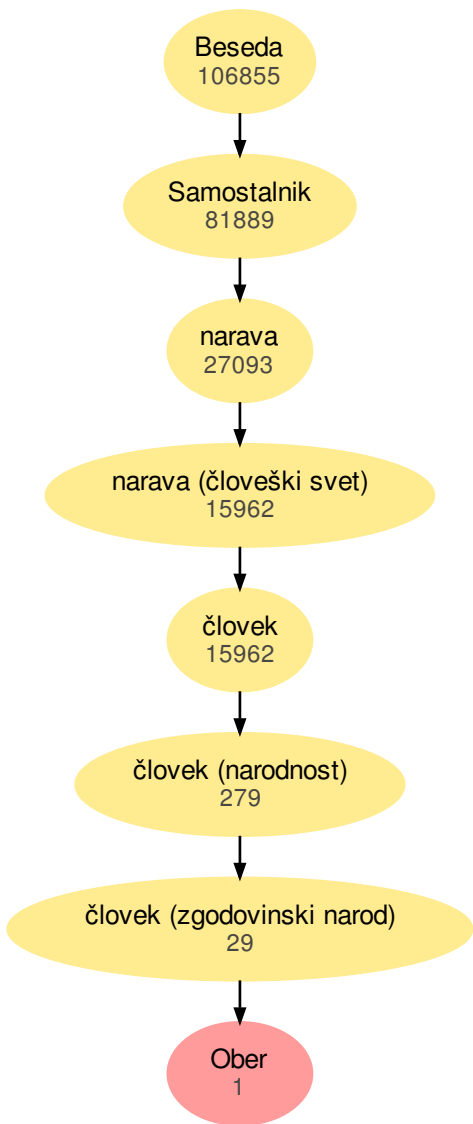 Beseda
106855
Samostalnik
81889
narava
27093
narava (človeški svet)
15962
človek
15962
človek (narodnost)
279
človek (zgodovinski narod)
29
Ober
1